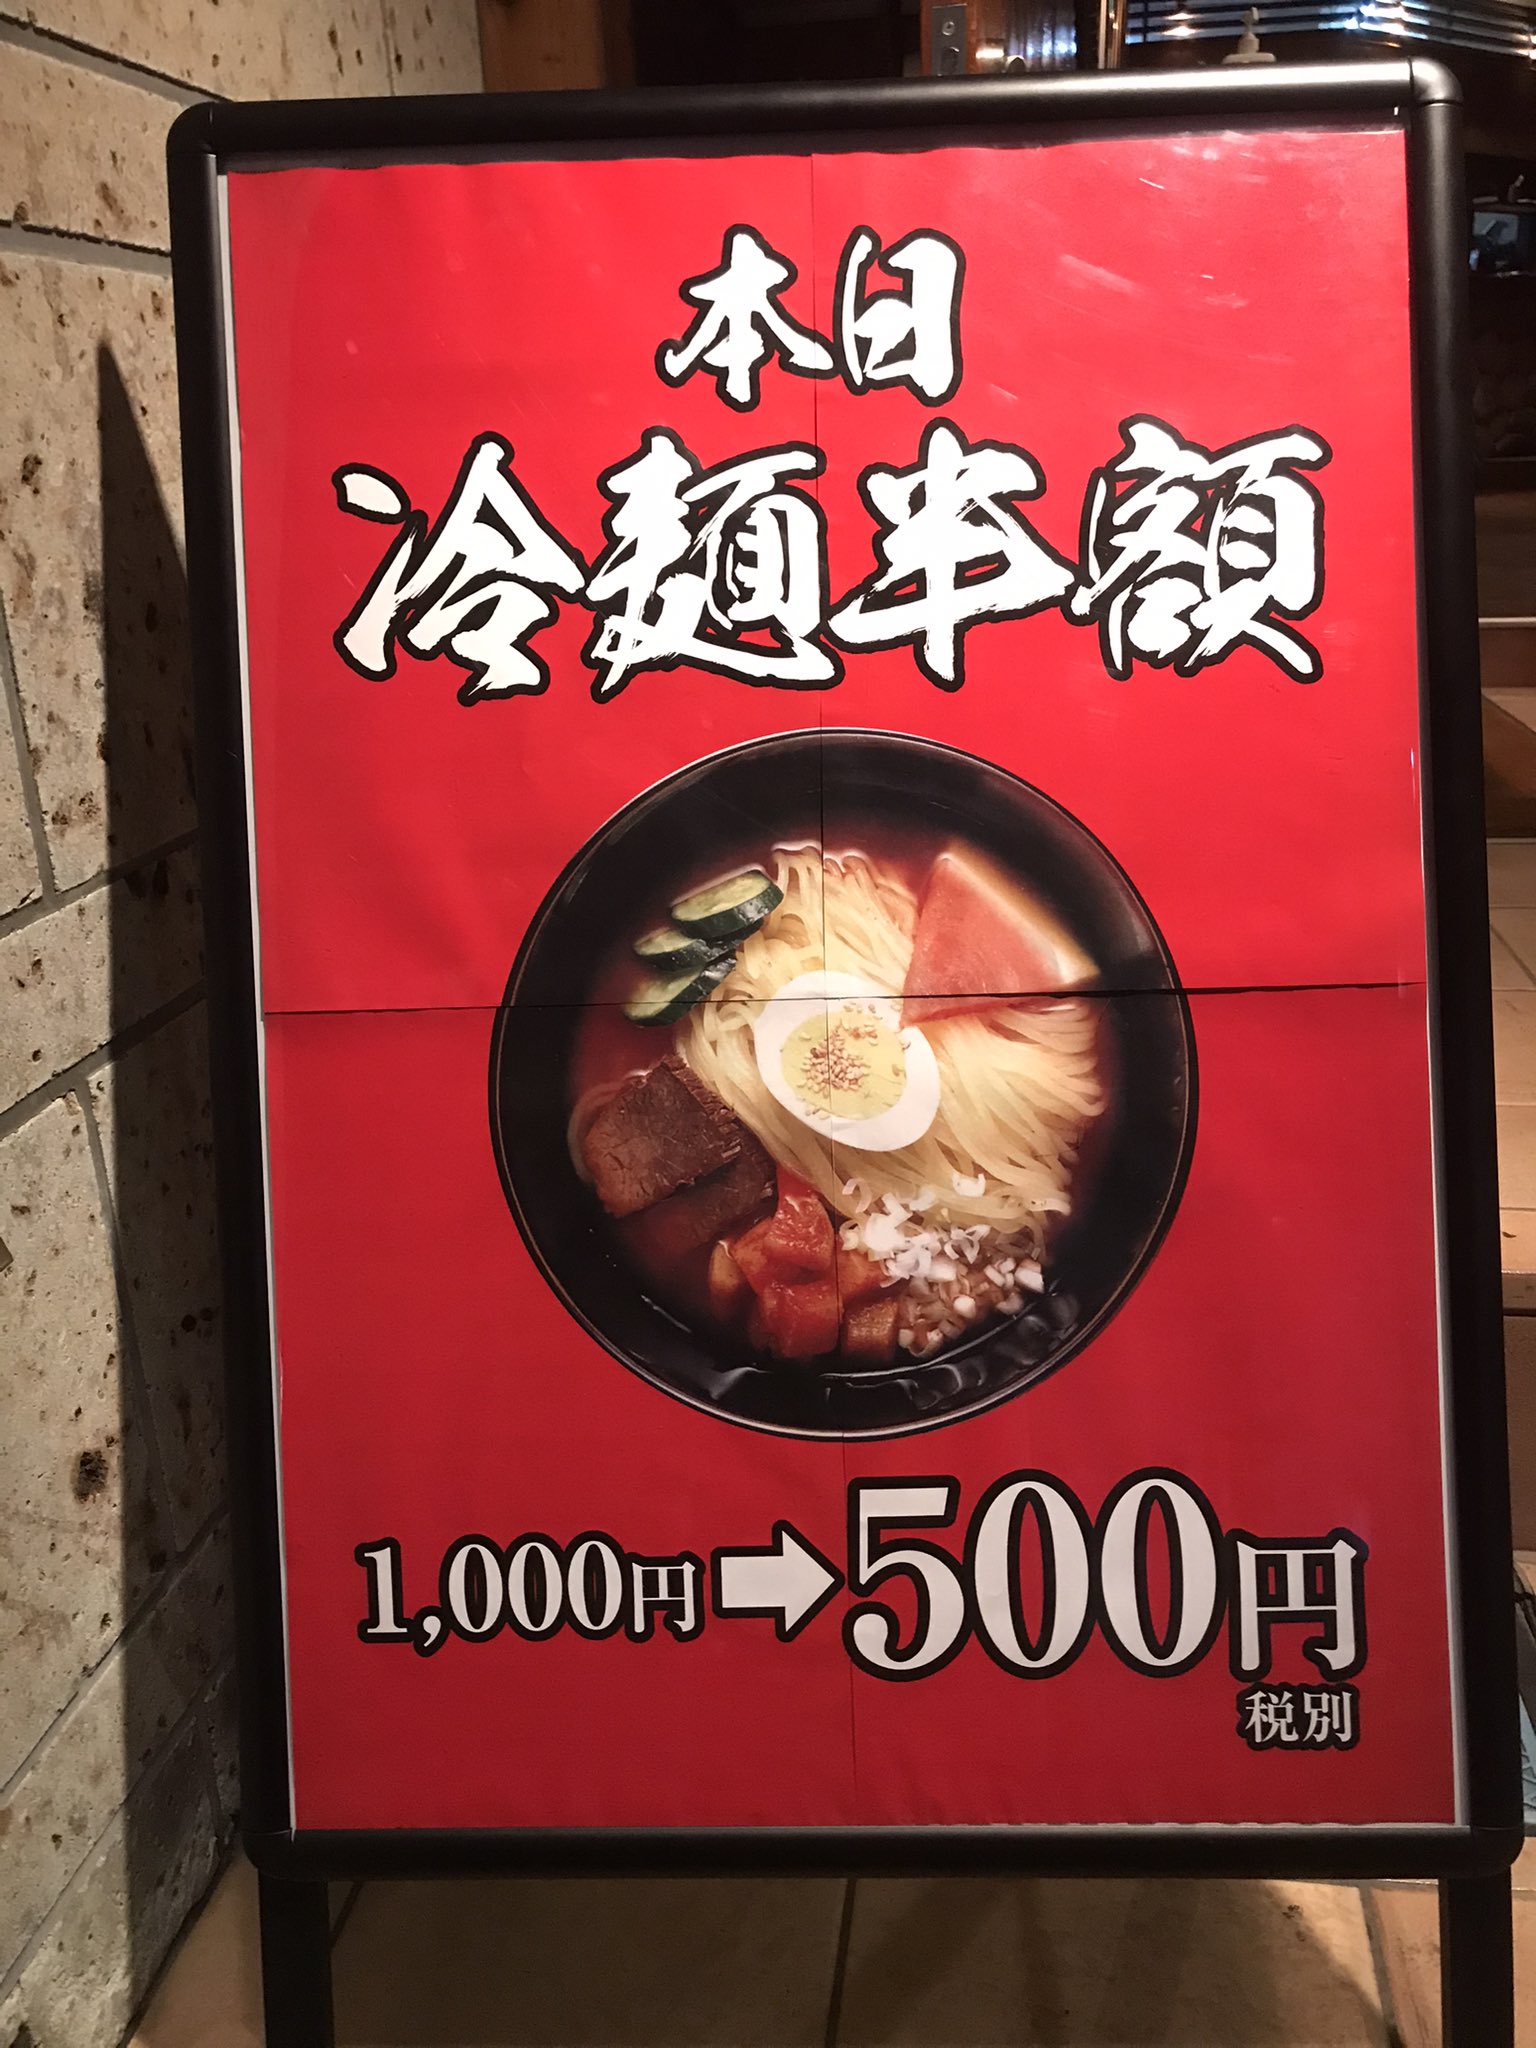 本日
冷麺半額
1,000円➡500円
税別